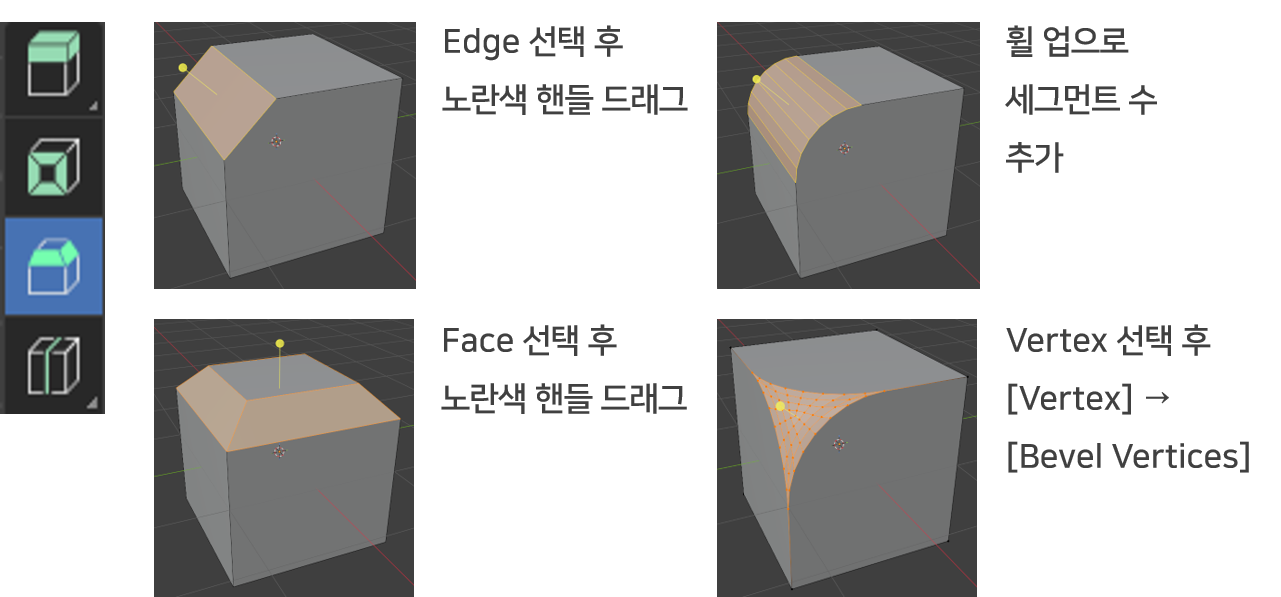 Edge 선택 후
노란색 핸들 드래그
휠 업으로
세그먼트 수
추가
Face 선택 후
노란색 핸들 드래그
Vertex 선택 후
[Vertex] →
[Bevel Vertices]